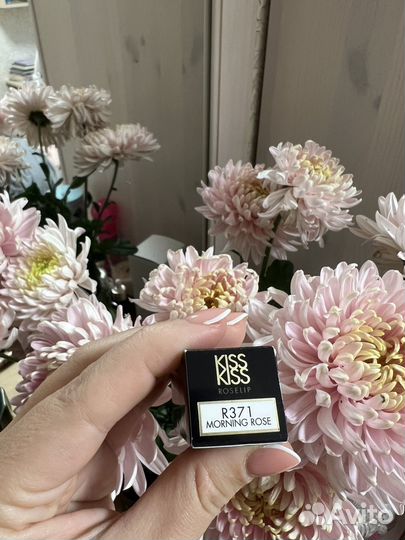 KISS
KISS
ROSELIP
R371
MORNING ROSE
Avito